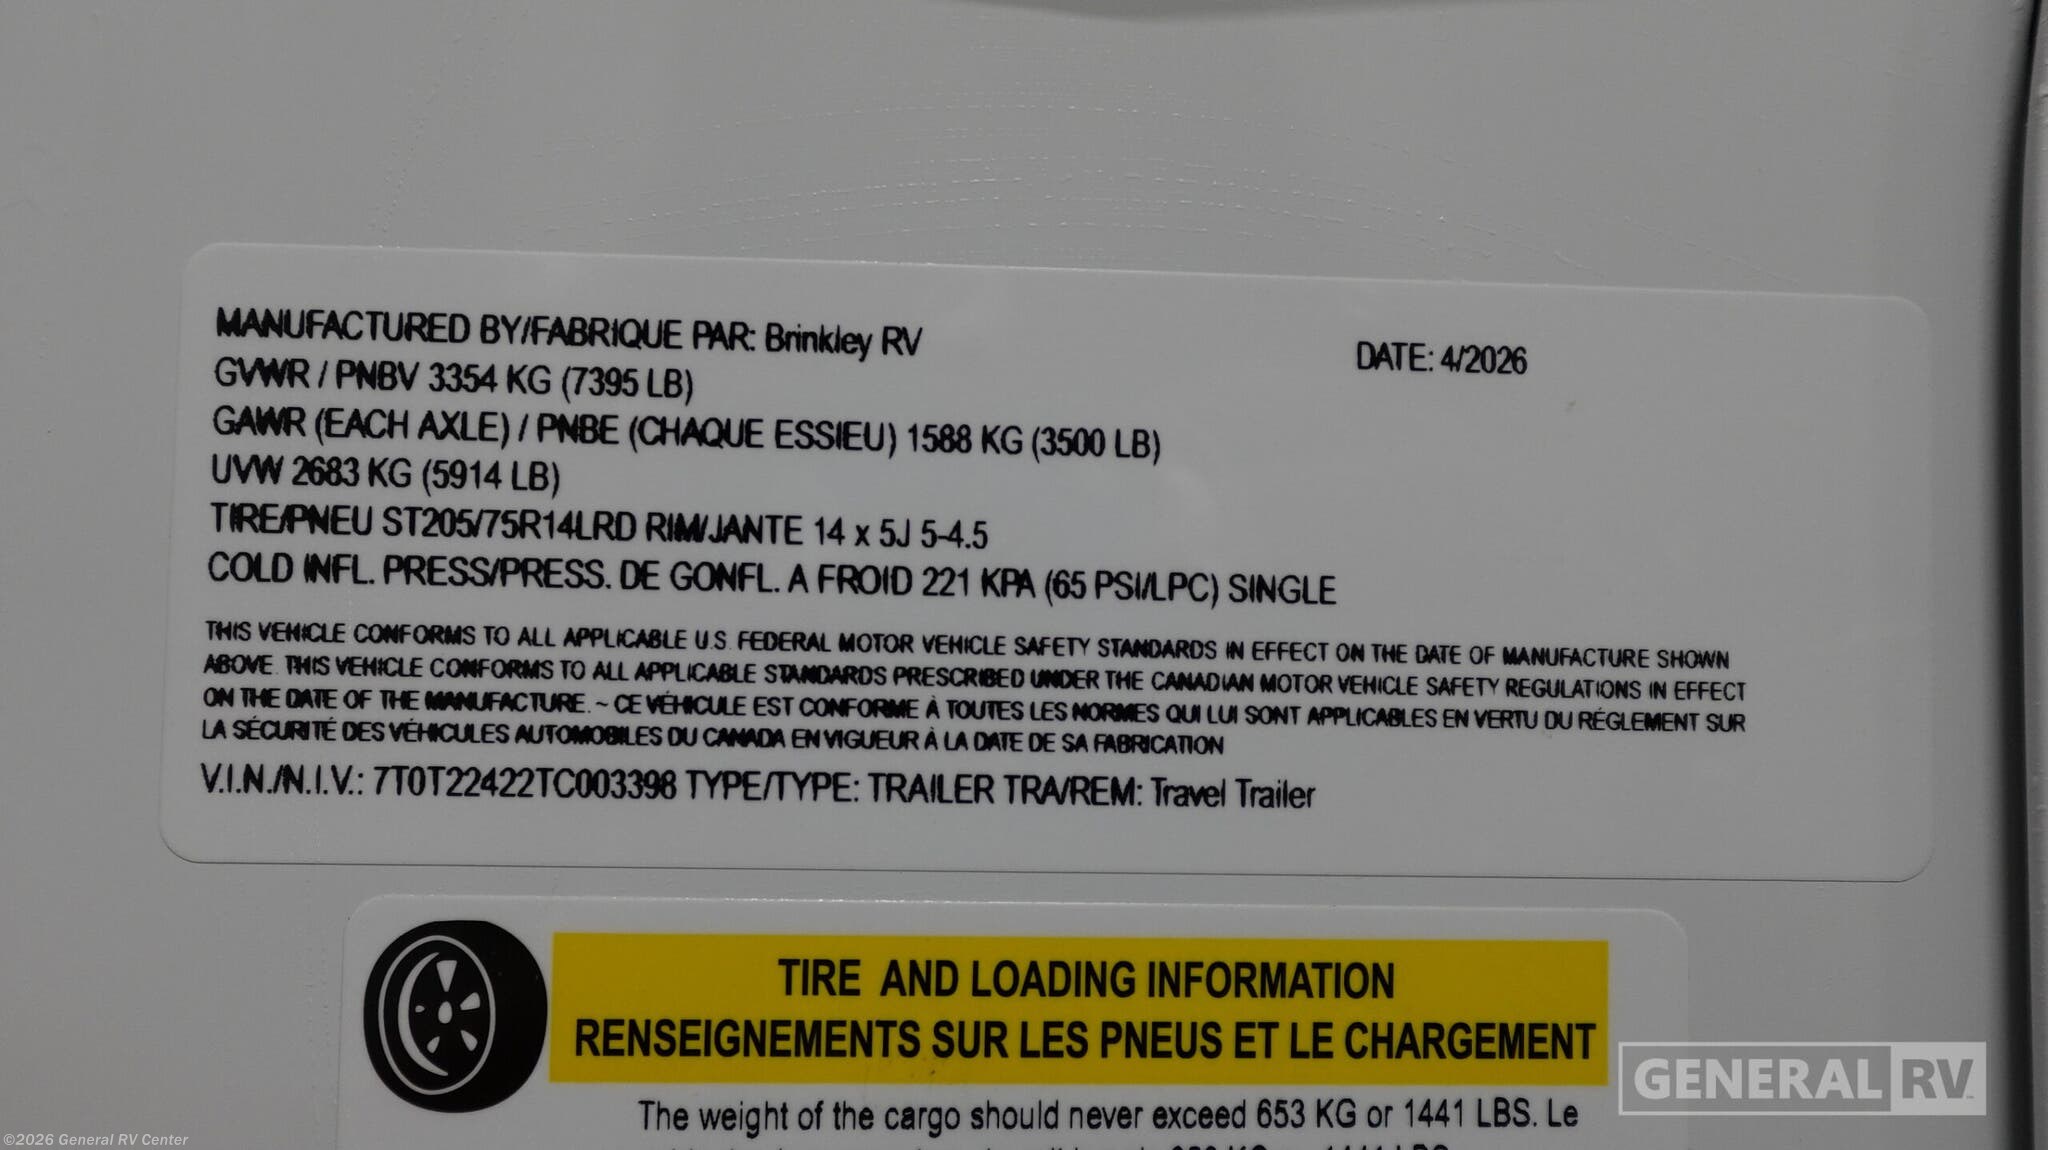 MANUFACTURED BY/FABRIQUE PAR: Brinkley RV DATE: 4/2026
GVWR / PNBV 3354 KG (7395 LB)
GAWR (EACH AXLE) / PNBE (CHAQUE ESSIEU) 1588 KG (3500 LB)
UVW 2683 KG (5914 LB)
TIRE/PNEU ST205/75R14LRD RIM/JANTE 14 x 5J 5-4.5
COLD INFL. PRESS/PRESS. DE GONFL. A FROID 221 KPA (65 PSI/LPC) SINGLE
THIS VEHICLE CONFORMS TO ALL APPLICABLE U.S. FEDERAL MOTOR VEHICLE SAFETY STANDARDS IN EFFECT ON THE DATE OF MANUFACTURE SHOWN
ABOVE. THIS VEHICLE CONFORMS TO ALL APPLICABLE STANDARDS PRESCRIBED UNDER THE CANADIAN MOTOR VEHICLE SAFETY REGULATIONS IN EFFECT
ON THE DATE OF THE MANUFACTURE. ~ CE VÉHICULE EST CONFORME À TOUTES LES NORMES QUI LUI SONT APPLICABLES EN VERTU DU RÉGLEMENT SUR
LA SÉCURITÉ DES VÉHICULES AUTOMOBILES DU CANADA EN VIGUEUR À LA DATE DE SA FABRICATION
V.I.N./N.I.V.: 7T0T22422TC003398 TYPE/TYPE: TRAILER TRA/REM: Travel Trailer
TIRE AND LOADING INFORMATION
RENSEIGNEMENTS SUR LES PNEUS ET LE CHARGEMENT
The weight of the cargo should never exceed 653 KG or 1441 LBS. Le
GENERAL RV
©2026 General RV Center